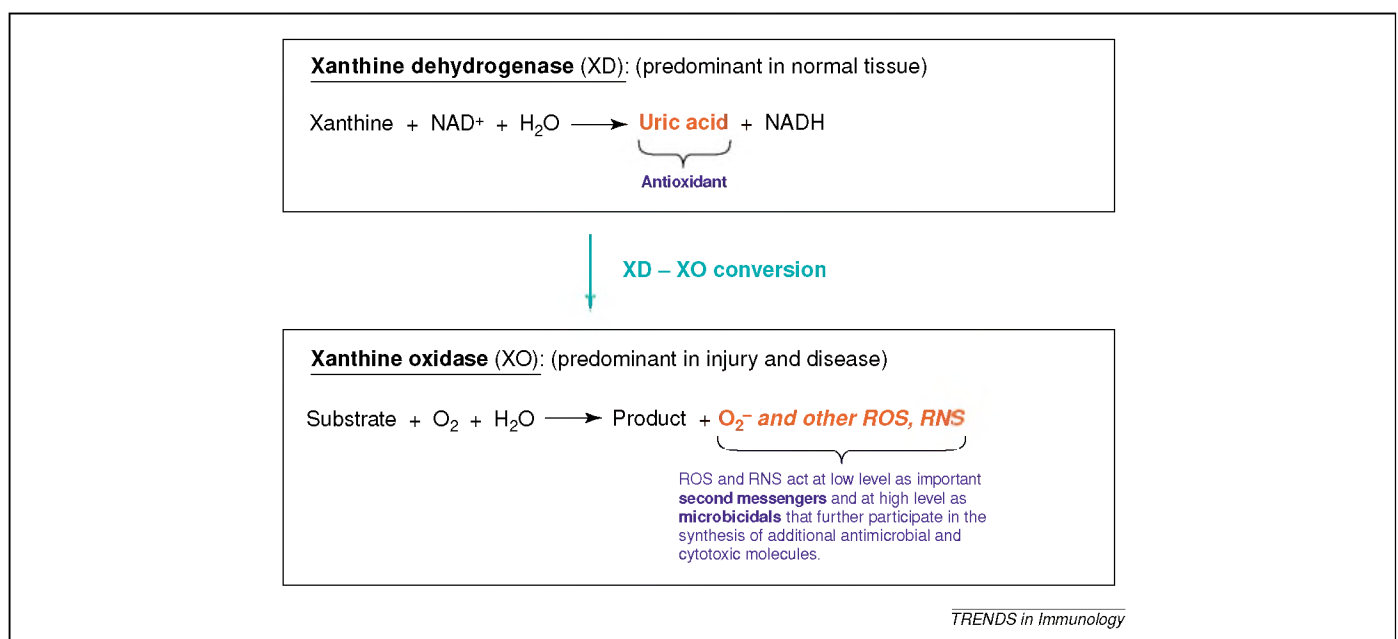 Xanthine dehydrogenase (XD): (predominant in normal tissue)
Xanthine + NAD⁺ + H₂O ⟶ Uric acid + NADH
Antioxidant
XD – XO conversion
Xanthine oxidase (XO): (predominant in injury and disease)
Substrate + O₂ + H₂O ⟶ Product + O₂⁻ and other ROS, RNS
ROS and RNS act at low level as important
second messengers and at high level as
microbicidals that further participate in the
synthesis of additional antimicrobial and
cytotoxic molecules.
TRENDS in Immunology